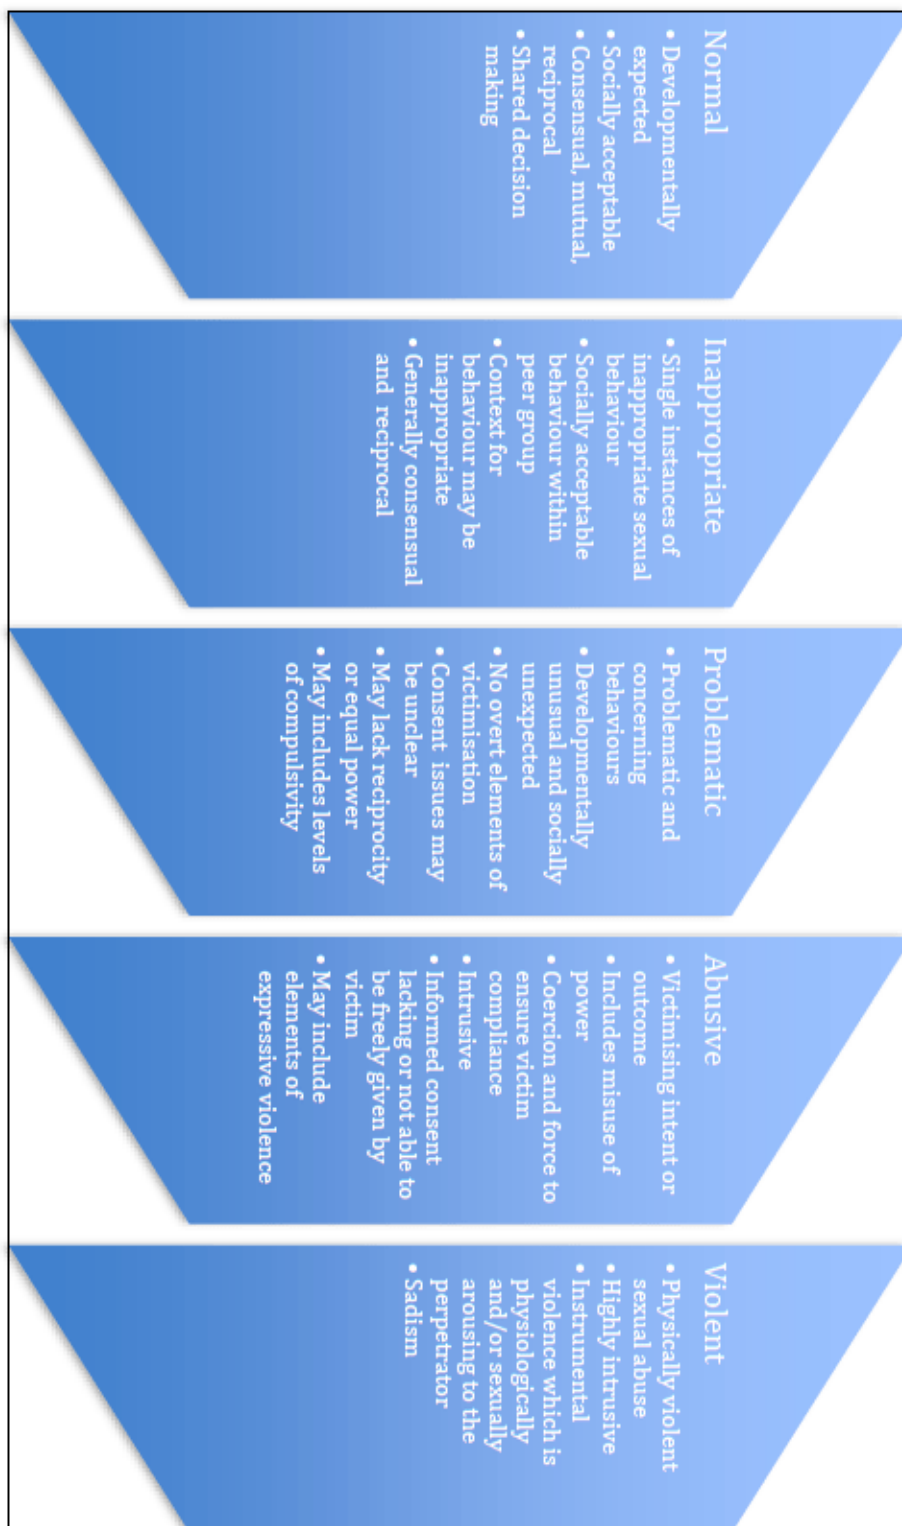 Normal
• Developmentally
expected
• Socially acceptable
• Consensual, mutual,
reciprocal
• Shared decision
making
Inappropriate
• Single instances of
inappropriate sexual
behaviour
• Socially acceptable
behaviour within
peer group
• Context for
behaviour may be
inappropriate
• Generally consensual
and reciprocal
Problematic
• Problematic and
concerning
behaviours
• Developmentally
unusual and socially
unexpected
• No overt elements of
victimisation
• Consent issues may
be unclear
• May lack reciprocity
or equal power
• May includes levels
of compulsivity
Abusive
• Victimising intent or
outcome
• Includes misuse of
power
• Coercion and force to
ensure victim
compliance
• Intrusive
• Informed consent
lacking or not able to
be freely given by
victim
• May include
elements of
expressive violence
Violent
• Physically violent
sexual abuse
• Highly intrusive
• Instrumental
violence which is
physiologically
and/or sexually
arousing to the
perpetrator
• Sadism